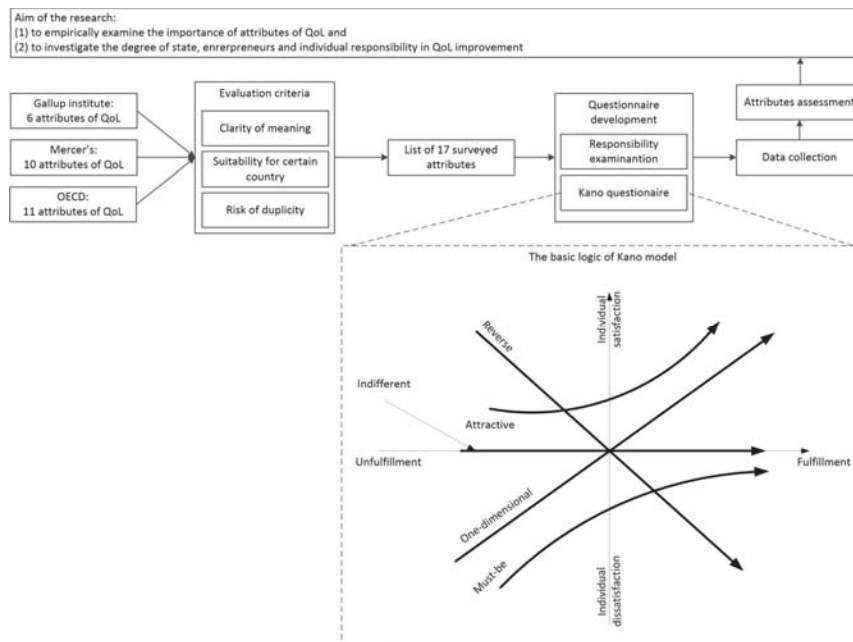 Aim of the research:
(1) to empirically examine the importance of attributes of QoL and
(2) to investigate the degree of state, enrerpreneurs and individual responsibility in QoL improvement
Gallup institute:
6 attributes of QoL
Mercer's:
10 attributes of QoL
OECD:
11 attributes of QoL
Evaluation criteria
Clarity of meaning
Suitability for certain
country
Risk of duplicity
List of 17 surveyed
attributes
Questionnaire
development
Responsibility
examinantion
Kano questionaire
Attributes assessment
Data collection
The basic logic of Kano model
Individual
satisfaction
Reverse
Indifferent
Attractive
Unfulfillment
Fulfillment
One-dimensional
Must-be
Individual
dissatisfaction